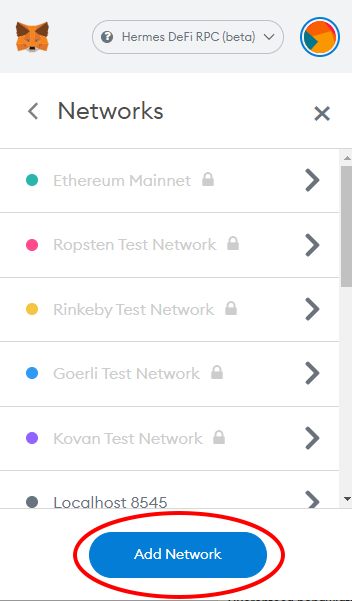 Hermes DeFi RPC (beta)
Networks
Ethereum Mainnet
Ropsten Test Network
Rinkeby Test Network
Goerli Test Network
Kovan Test Network
Localhost 8545
Add Network